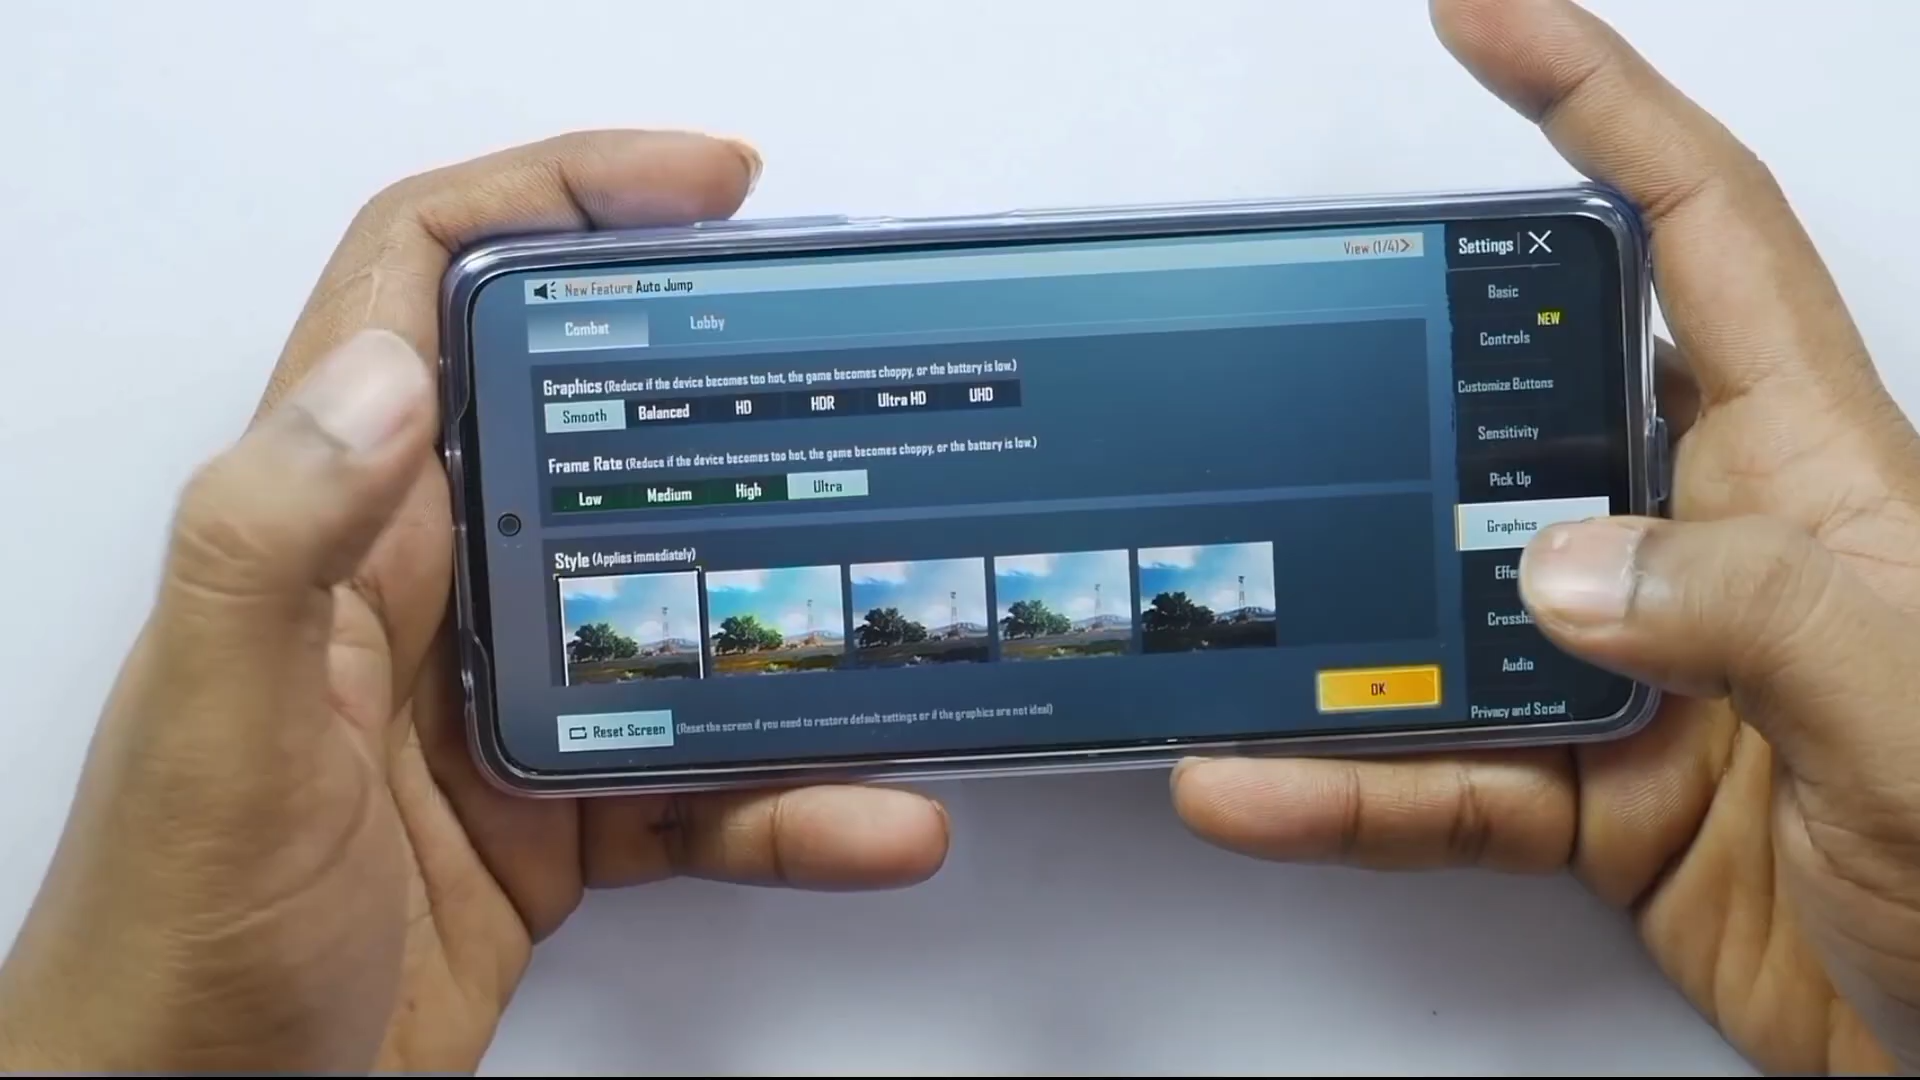 New Feature Auto Jump
View (1/4)
Settings
Combat
Lobby
Graphics (Reduce if the device becomes too hot, the game becomes choppy, or the battery is low.)
Smooth Balanced HD HDR Ultra HD UHD
Frame Rate (Reduce if the device becomes too hot, the game becomes choppy, or the battery is low.)
Low Medium High Ultra
Style (Applies immediately)
Reset Screen (Reset the screen if you need to restore default settings or if the graphics are not ideal)
OK
Basic
NEW
Controls
Customize Buttons
Sensitivity
Pick Up
Graphics
Audio
Privacy and Social